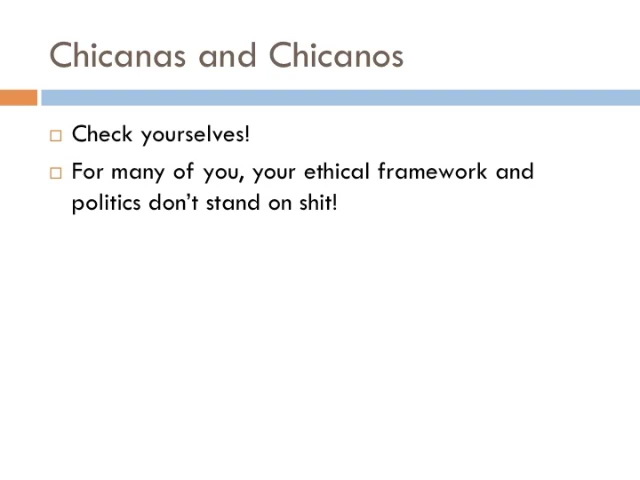 Chicanas and Chicanos
Check yourselves!
For many of you, your ethical framework and
politics don’t stand on shit!